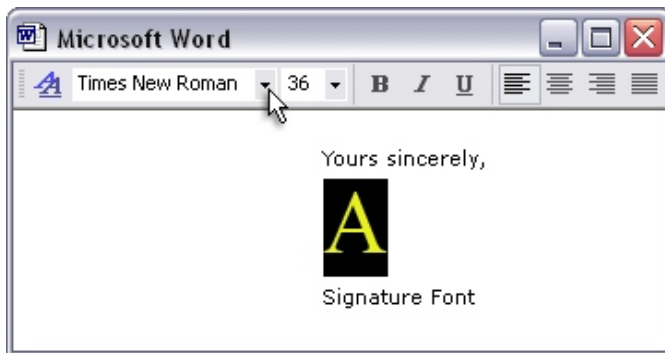 Microsoft Word
Times New Roman 36 B I U
Yours sincerely,
A
Signature Font